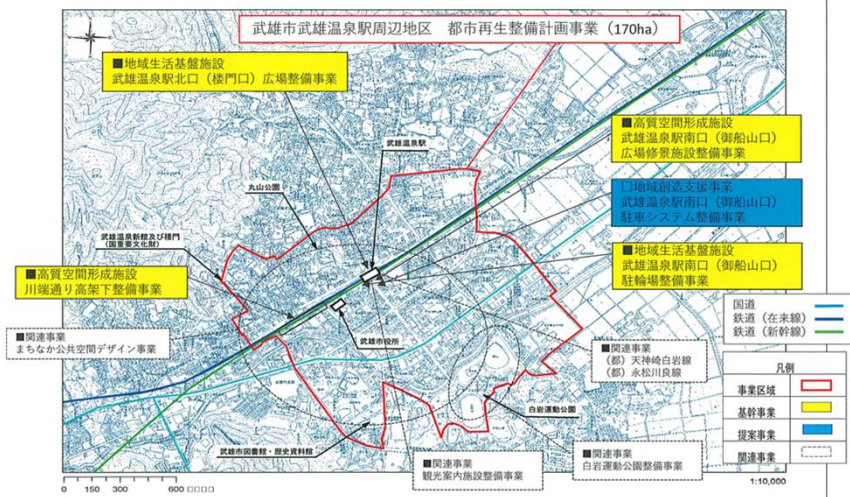 武雄市武雄温泉駅周辺地区 都市再生整備計画事業（170ha）
■地域生活基盤施設
武雄温泉駅北口（楼門口）広場整備事業
■高質空間形成施設
武雄温泉駅南口（御船山口）
広場修景施設整備事業
武雄温泉駅
丸山公園
□地域創造支援事業
武雄温泉駅南口（御船山口）
駐車システム整備事業
武雄温泉新館及び楼門
（国重要文化財）
■地域生活基盤施設
武雄温泉駅南口（御船山口）
駐輪場整備事業
■高質空間形成施設
川端通り高架下整備事業
国道
鉄道（在来線）
鉄道（新幹線）
■関連事業
まちなか公共空間デザイン事業
武雄市役所
■関連事業
（都）天神崎白岩線
（都）永松川良線
凡例
事業区域
基幹事業
提案事業
関連事業
白岩運動公園
武雄市図書館・歴史資料館
■関連事業
観光案内施設整備事業
■関連事業
白岩運動公園整備事業
0 150 300 600
1:10,000